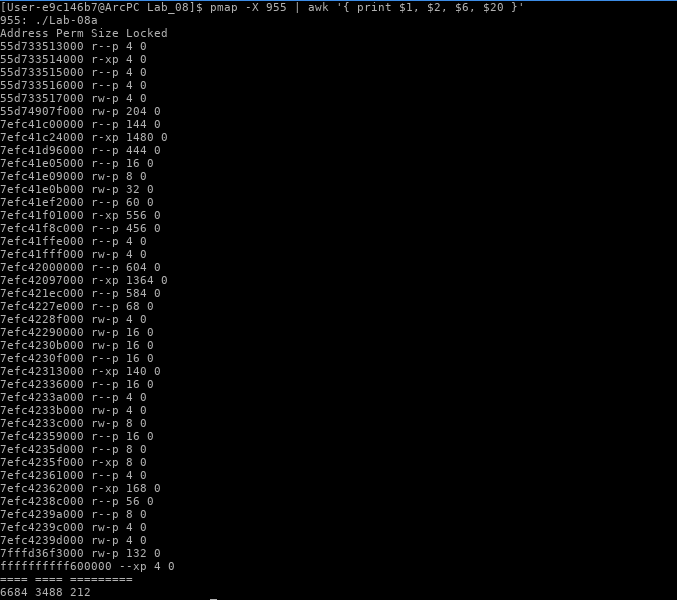 [User-e9c146b7@ArcPC Lab_08]$ pmap -X 955 | awk '{ print $1, $2, $6, $20 }'
955: ./Lab-08a
Address Perm Size Locked
55d733513000 r--p 4 0
55d733514000 r-xp 4 0
55d733515000 r--p 4 0
55d733516000 r--p 4 0
55d733517000 rw-p 4 0
55d74907f000 rw-p 204 0
7efc41c00000 r--p 144 0
7efc41c24000 r-xp 1480 0
7efc41d96000 r--p 444 0
7efc41e05000 r--p 16 0
7efc41e09000 rw-p 8 0
7efc41e0b000 rw-p 32 0
7efc41ef2000 r--p 60 0
7efc41f01000 r-xp 556 0
7efc41f8c000 r--p 456 0
7efc41ffe000 r--p 4 0
7efc41fff000 rw-p 4 0
7efc42000000 r--p 604 0
7efc42097000 r-xp 1364 0
7efc421ec000 r--p 584 0
7efc4227e000 r--p 68 0
7efc4228f000 rw-p 4 0
7efc42290000 rw-p 16 0
7efc4230b000 rw-p 16 0
7efc4230f000 r--p 16 0
7efc42313000 r-xp 140 0
7efc42336000 r--p 16 0
7efc4233a000 r--p 4 0
7efc4233b000 rw-p 4 0
7efc4233c000 rw-p 8 0
7efc42359000 r--p 16 0
7efc4235d000 r--p 8 0
7efc4235f000 r-xp 8 0
7efc42361000 r--p 4 0
7efc42362000 r-xp 168 0
7efc4238c000 r--p 56 0
7efc4239a000 r--p 8 0
7efc4239c000 rw-p 4 0
7efc4239d000 rw-p 4 0
7fffd36f3000 rw-p 132 0
ffffffffff600000 --xp 4 0
==== ==== =========
6684 3488 212